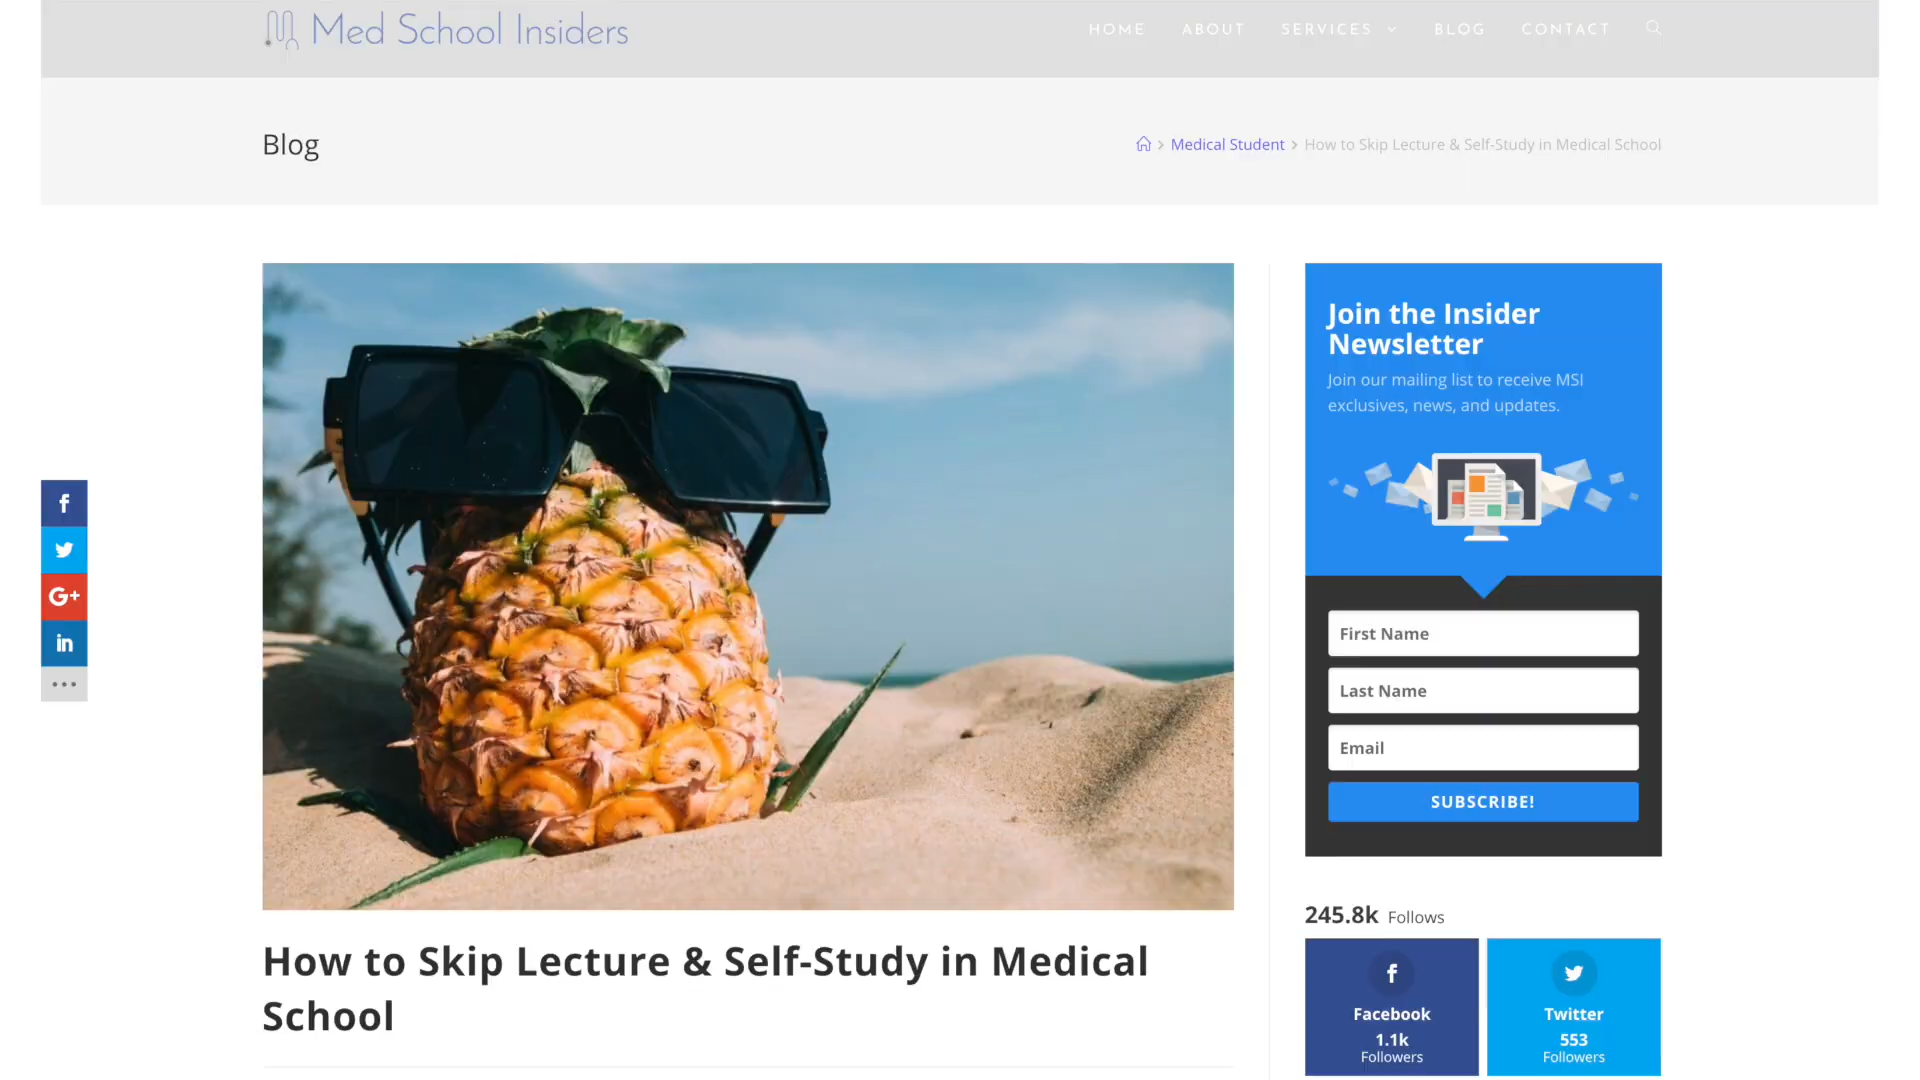 Med School Insiders
HOME ABOUT SERVICES BLOG CONTACT
Blog
Medical Student > How to Skip Lecture & Self-Study in Medical School
Join the Insider
Newsletter
Join our mailing list to receive MSI
exclusives, news, and updates.
f
G+
in
First Name
Last Name
Email
SUBSCRIBE!
245.8k Follows
How to Skip Lecture & Self-Study in Medical
School
f
Facebook
1.1k
Followers
Twitter
553
Followers